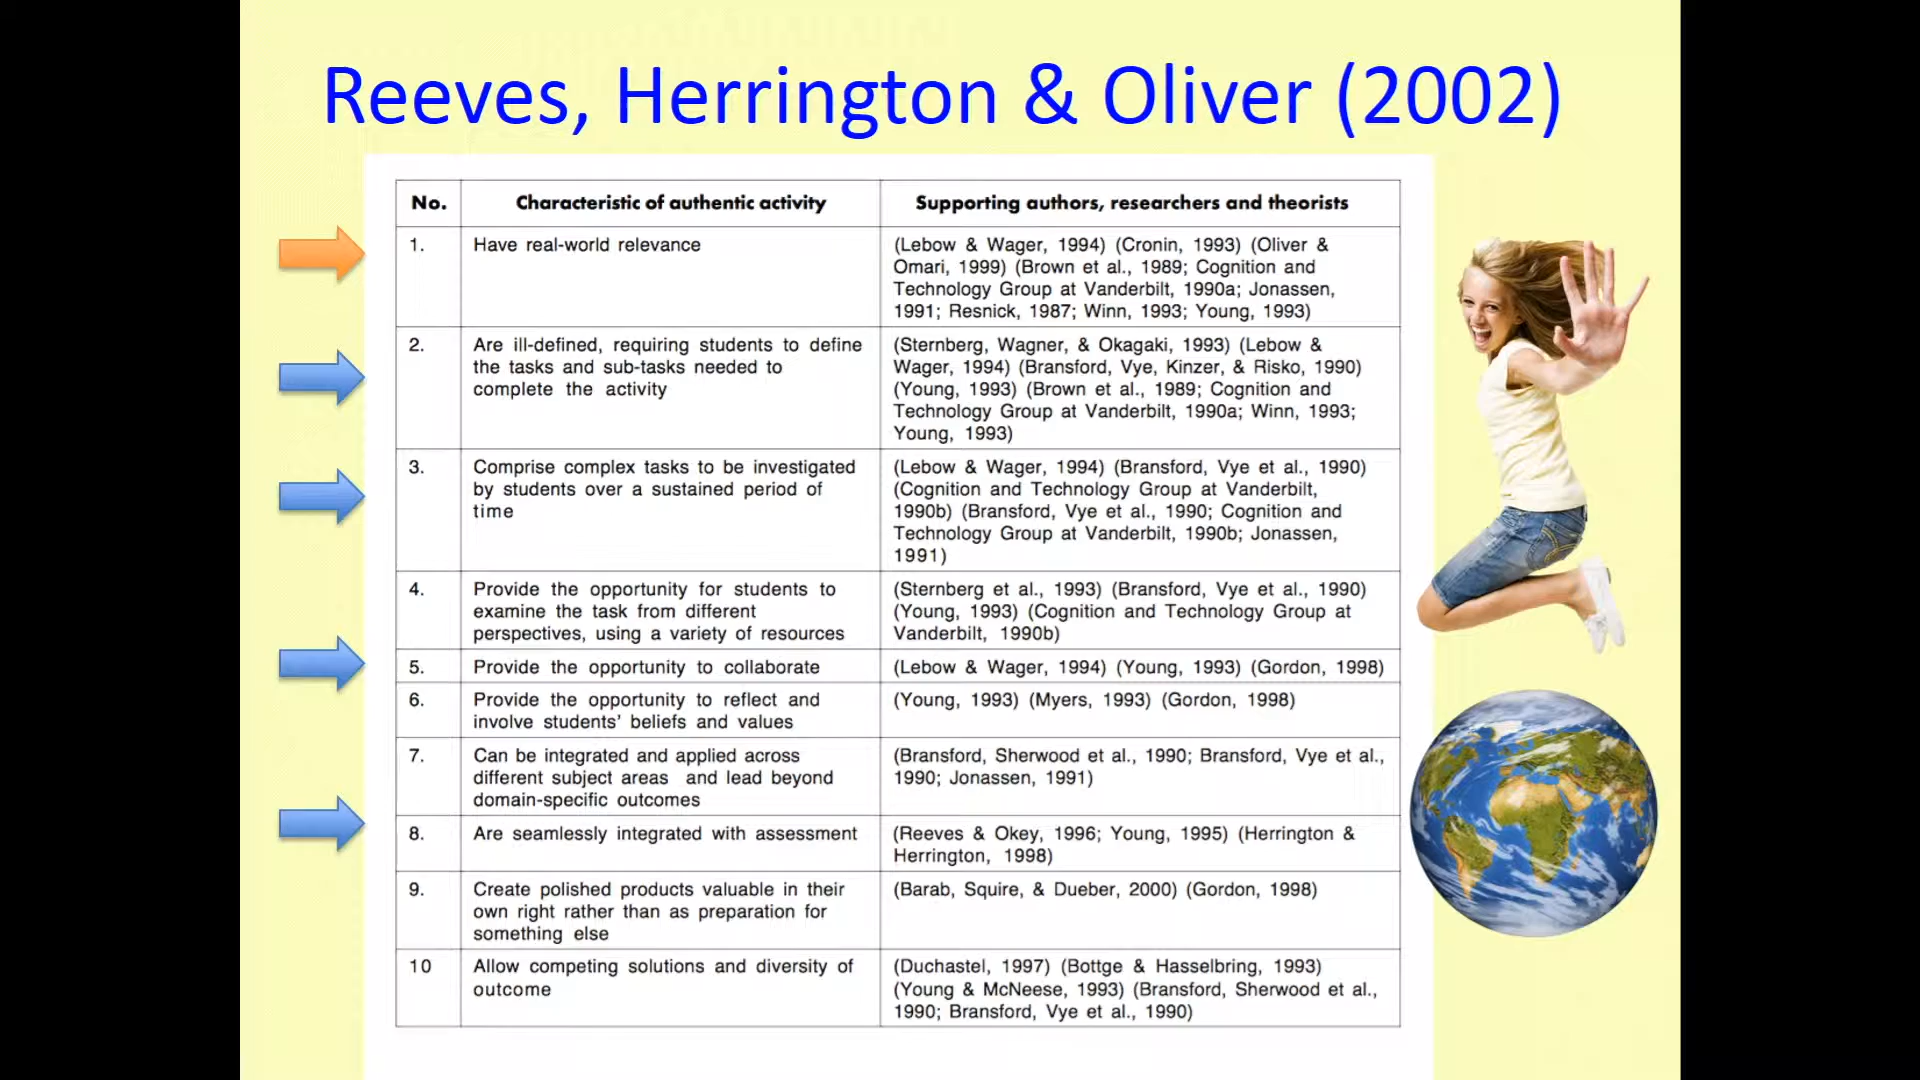 Reeves, Herrington & Oliver (2002)
No.
Characteristic of authentic activity
Supporting authors, researchers and theorists
1.
Have real-world relevance
(Lebow & Wager, 1994) (Cronin, 1993) (Oliver &
Omari, 1999) (Brown et al., 1989; Cognition and
Technology Group at Vanderbilt, 1990a; Jonassen,
1991; Resnick, 1987; Winn, 1993; Young, 1993)
2.
Are ill-defined, requiring students to define
the tasks and sub-tasks needed to
complete the activity
(Sternberg, Wagner, & Okagaki, 1993) (Lebow &
Wager, 1994) (Bransford, Vye, Kinzer, & Risko, 1990)
(Young, 1993) (Brown et al., 1989; Cognition and
Technology Group at Vanderbilt, 1990a; Winn, 1993;
Young, 1993)
3.
Comprise complex tasks to be investigated
by students over a sustained period of
time
(Lebow & Wager, 1994) (Bransford, Vye et al., 1990)
(Cognition and Technology Group at Vanderbilt,
1990b) (Bransford, Vye et al., 1990; Cognition and
Technology Group at Vanderbilt, 1990b; Jonassen,
1991)
4.
Provide the opportunity for students to
examine the task from different
perspectives, using a variety of resources
(Sternberg et al., 1993) (Bransford, Vye et al., 1990)
(Young, 1993) (Cognition and Technology Group at
Vanderbilt, 1990b)
5.
Provide the opportunity to collaborate
(Lebow & Wager, 1994) (Young, 1993) (Gordon, 1998)
6.
Provide the opportunity to reflect and
involve students' beliefs and values
(Young, 1993) (Myers, 1993) (Gordon, 1998)
7.
Can be integrated and applied across
different subject areas and lead beyond
domain-specific outcomes
(Bransford, Sherwood et al., 1990; Bransford, Vye et al.,
1990; Jonassen, 1991)
8.
Are seamlessly integrated with assessment
(Reeves & Okey, 1996; Young, 1995) (Herrington &
Herrington, 1998)
9.
Create polished products valuable in their
own right rather than as preparation for
something else
(Barab, Squire, & Dueber, 2000) (Gordon, 1998)
10
Allow competing solutions and diversity of
outcome
(Duchastel, 1997) (Bottge & Hasselbring, 1993)
(Young & McNeese, 1993) (Bransford, Sherwood et al.,
1990; Bransford, Vye et al., 1990)